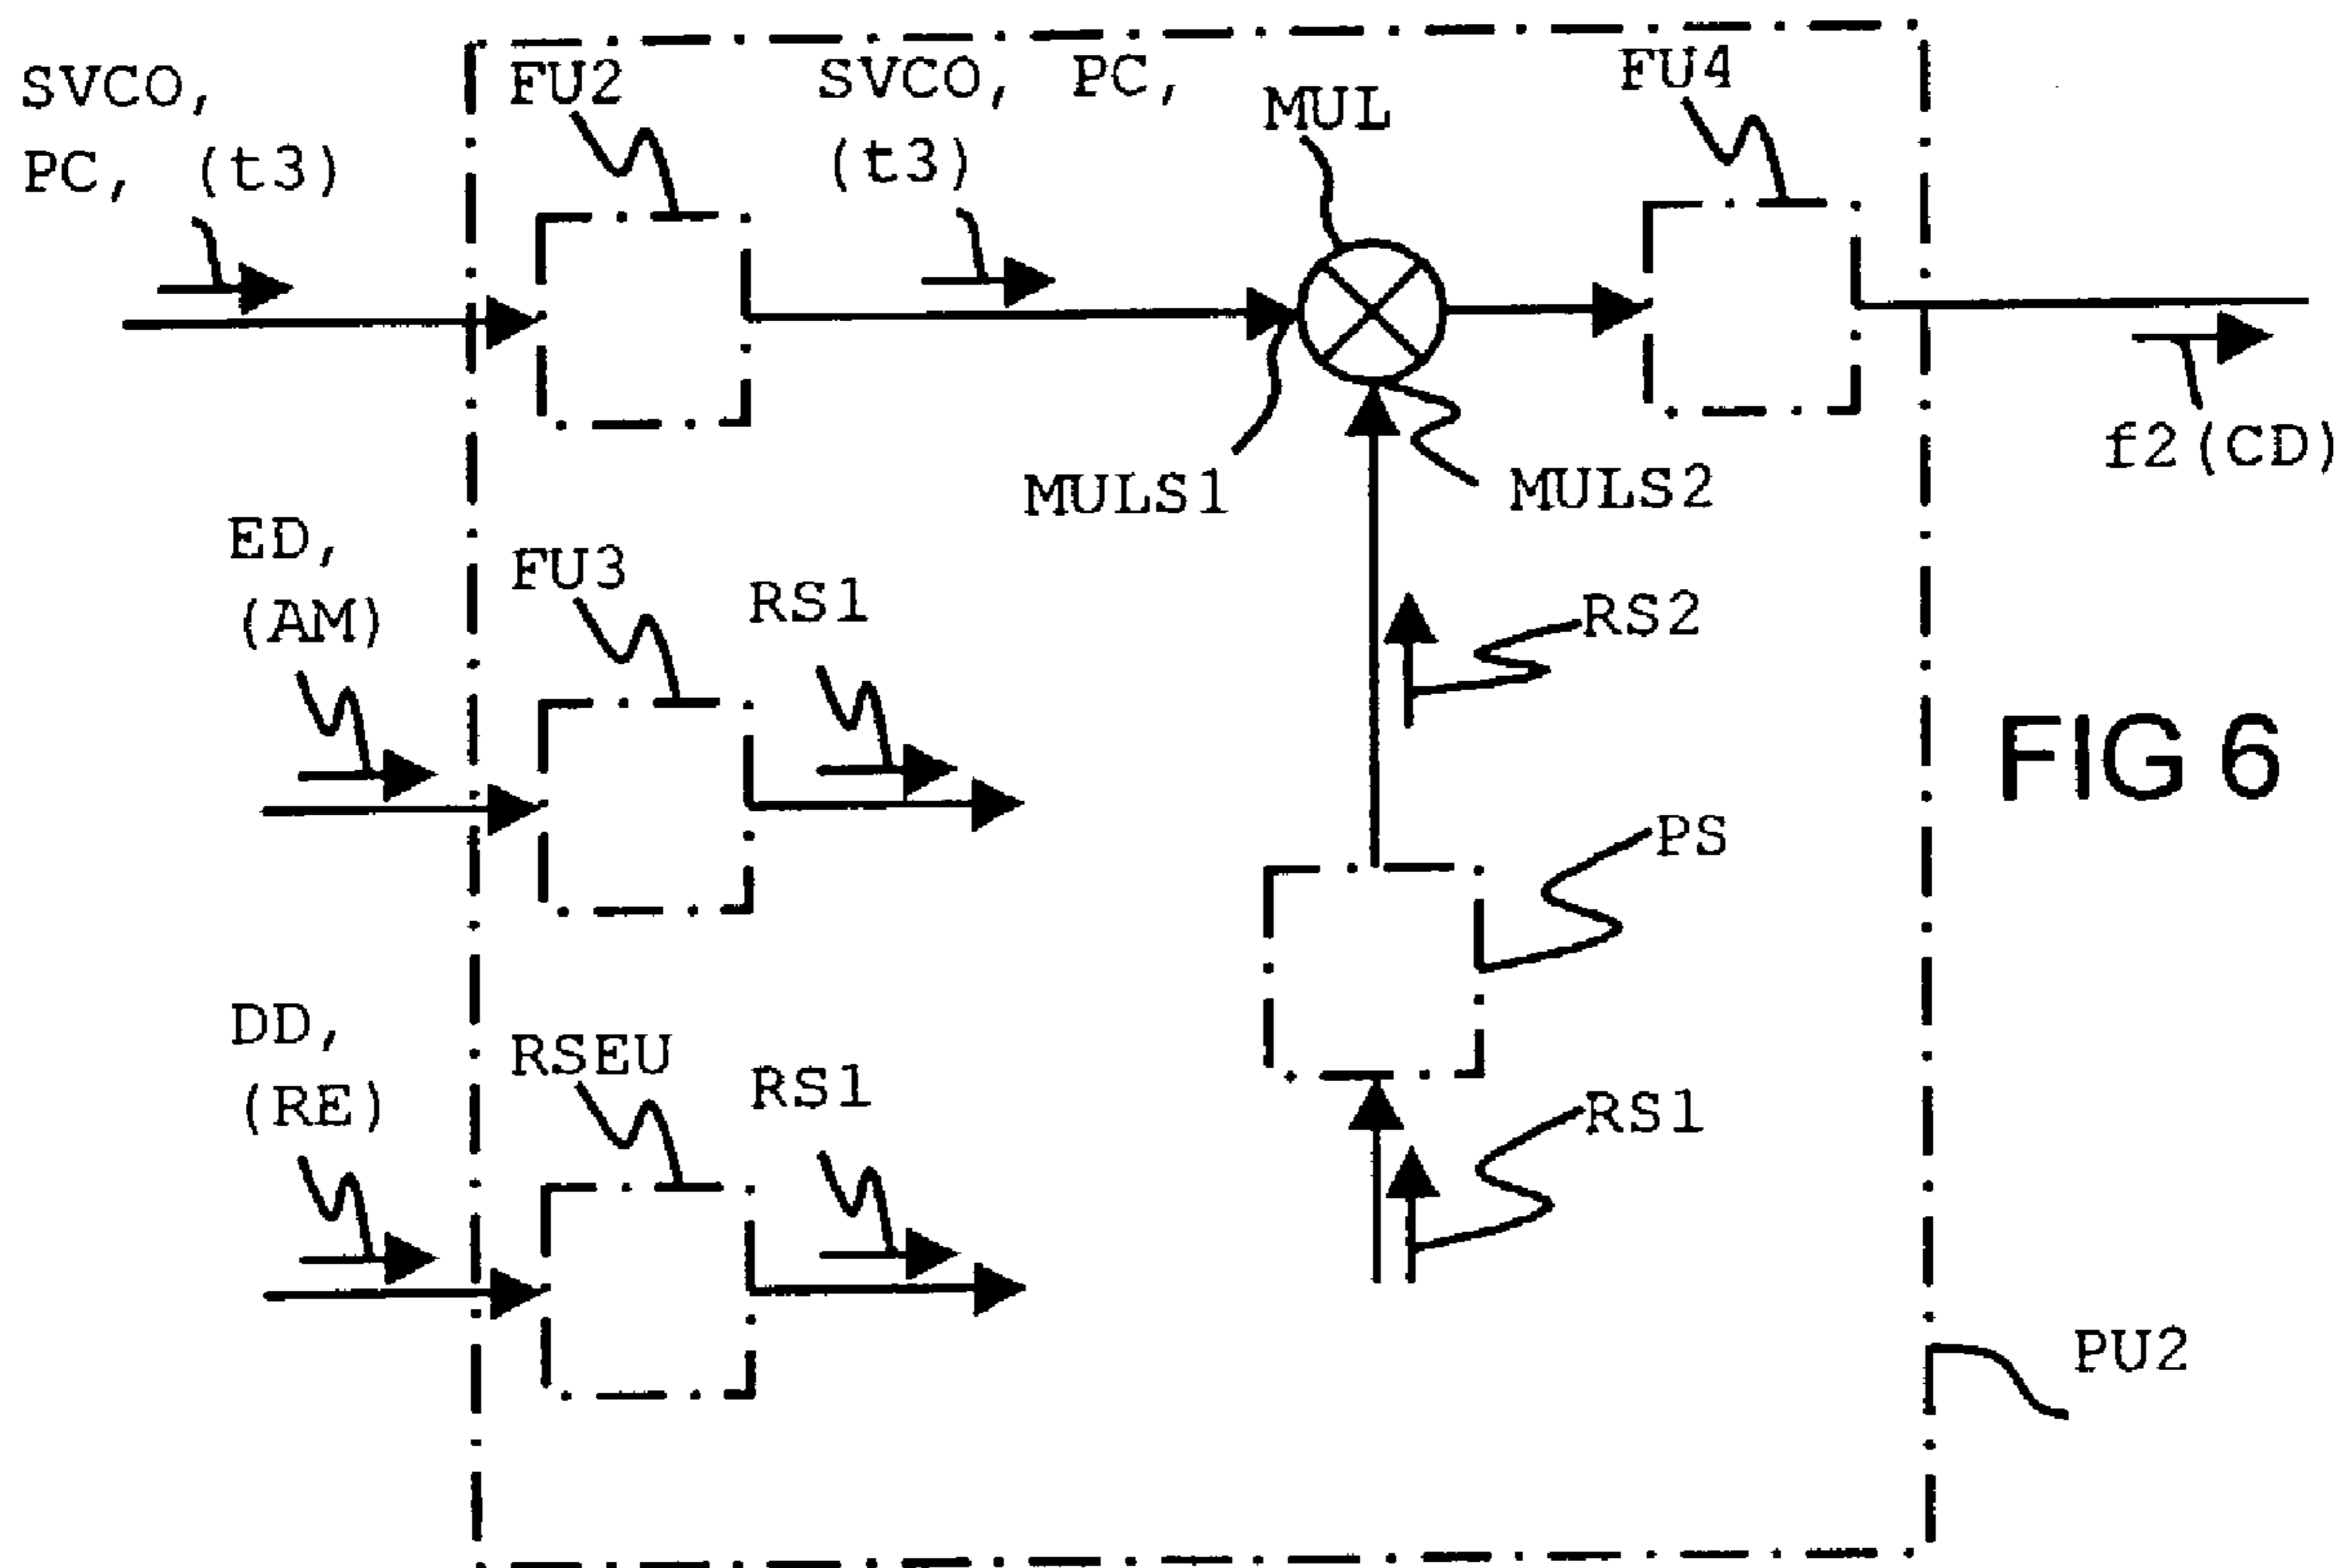 SVCO,
PC, (t3)
FU2
SVCO, PC,
(t3)
MUL
FU4
MULS1
MULS2
f2(CD)
ED,
(AM)
FU3
RS1
RS2
FIG 6
PS
DD,
(RE)
RSEU
RS1
RS1
PU2